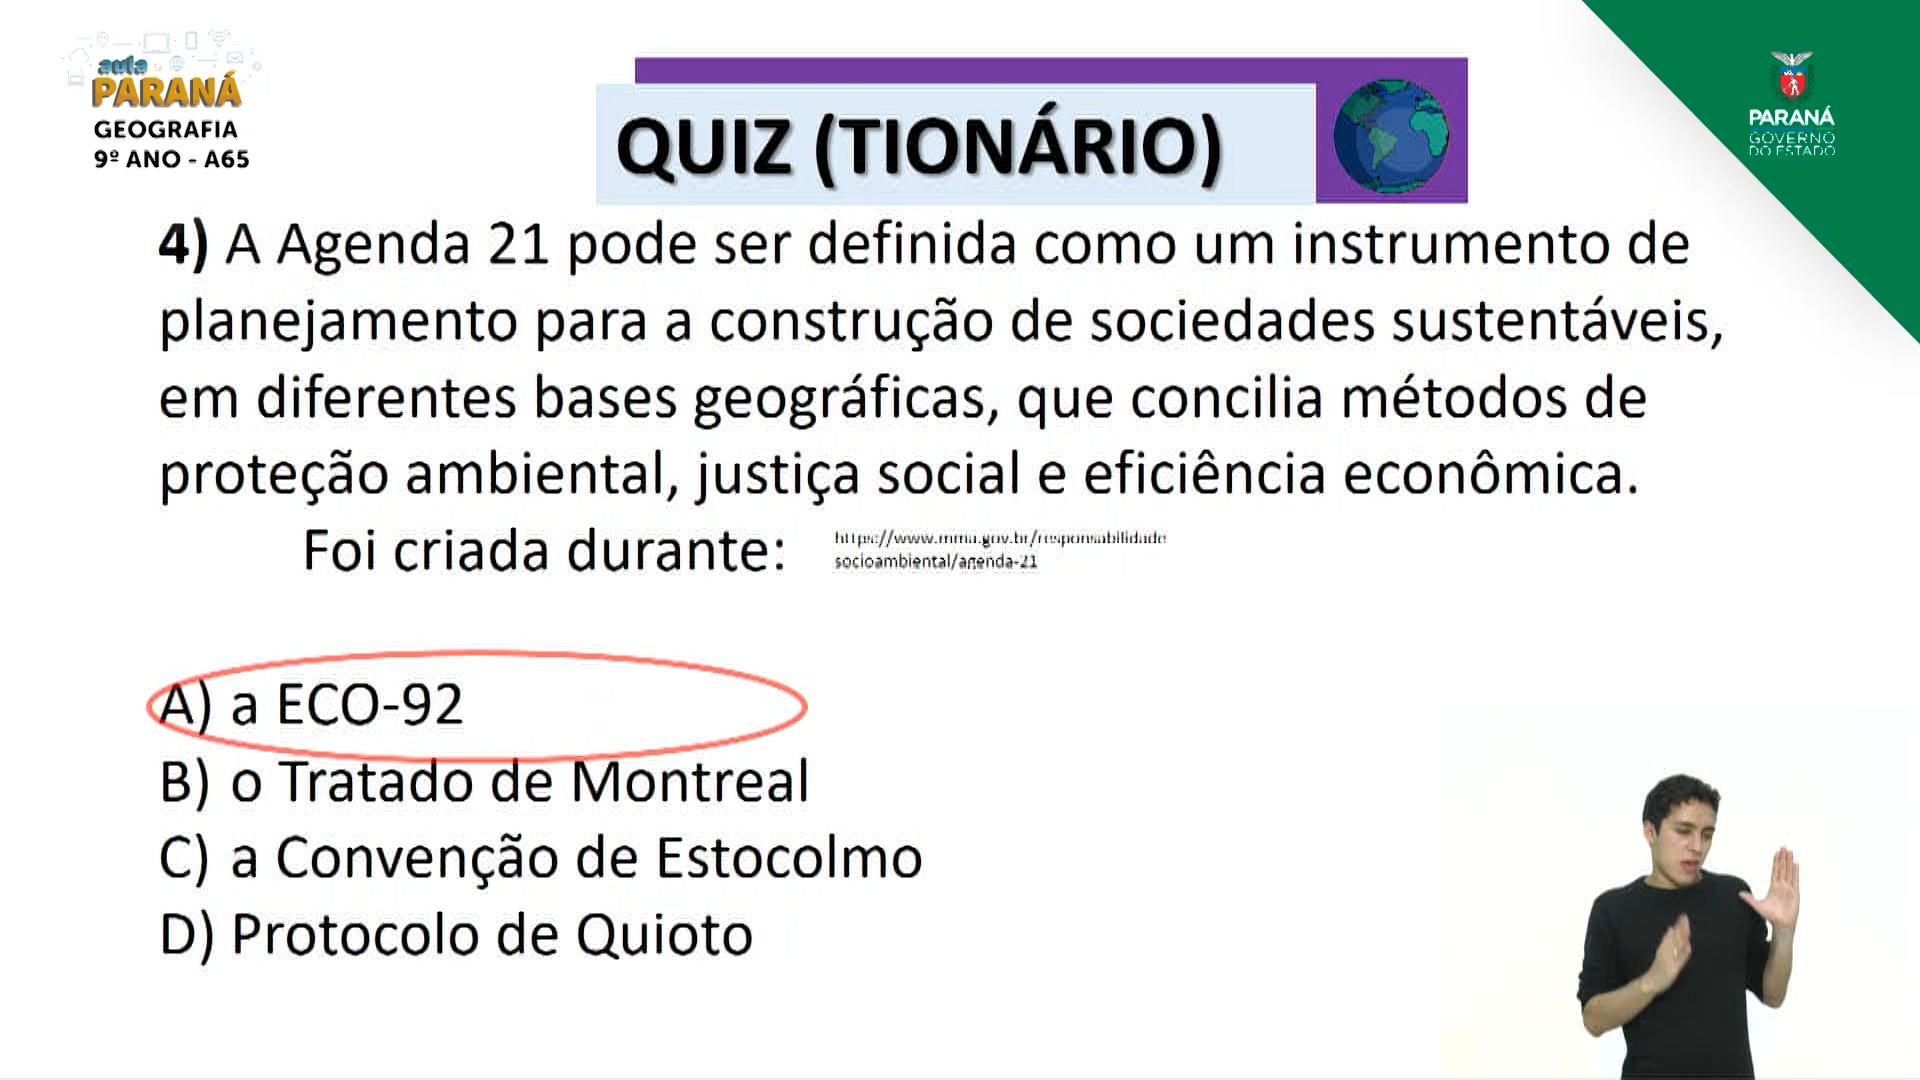 aula
PARANÁ
GEOGRAFIA
9º ANO - A65
QUIZ (TIONÁRIO)
PARANÁ
GOVERNO
DO ESTADO
4) A Agenda 21 pode ser definida como um instrumento de
planejamento para a construção de sociedades sustentáveis,
em diferentes bases geográficas, que concilia métodos de
proteção ambiental, justiça social e eficiência econômica.
Foi criada durante:
https://www.mma.gov.br/responsabilidade
socioambiental/agenda-21
A) a ECO-92
B) o Tratado de Montreal
C) a Convenção de Estocolmo
D) Protocolo de Quioto